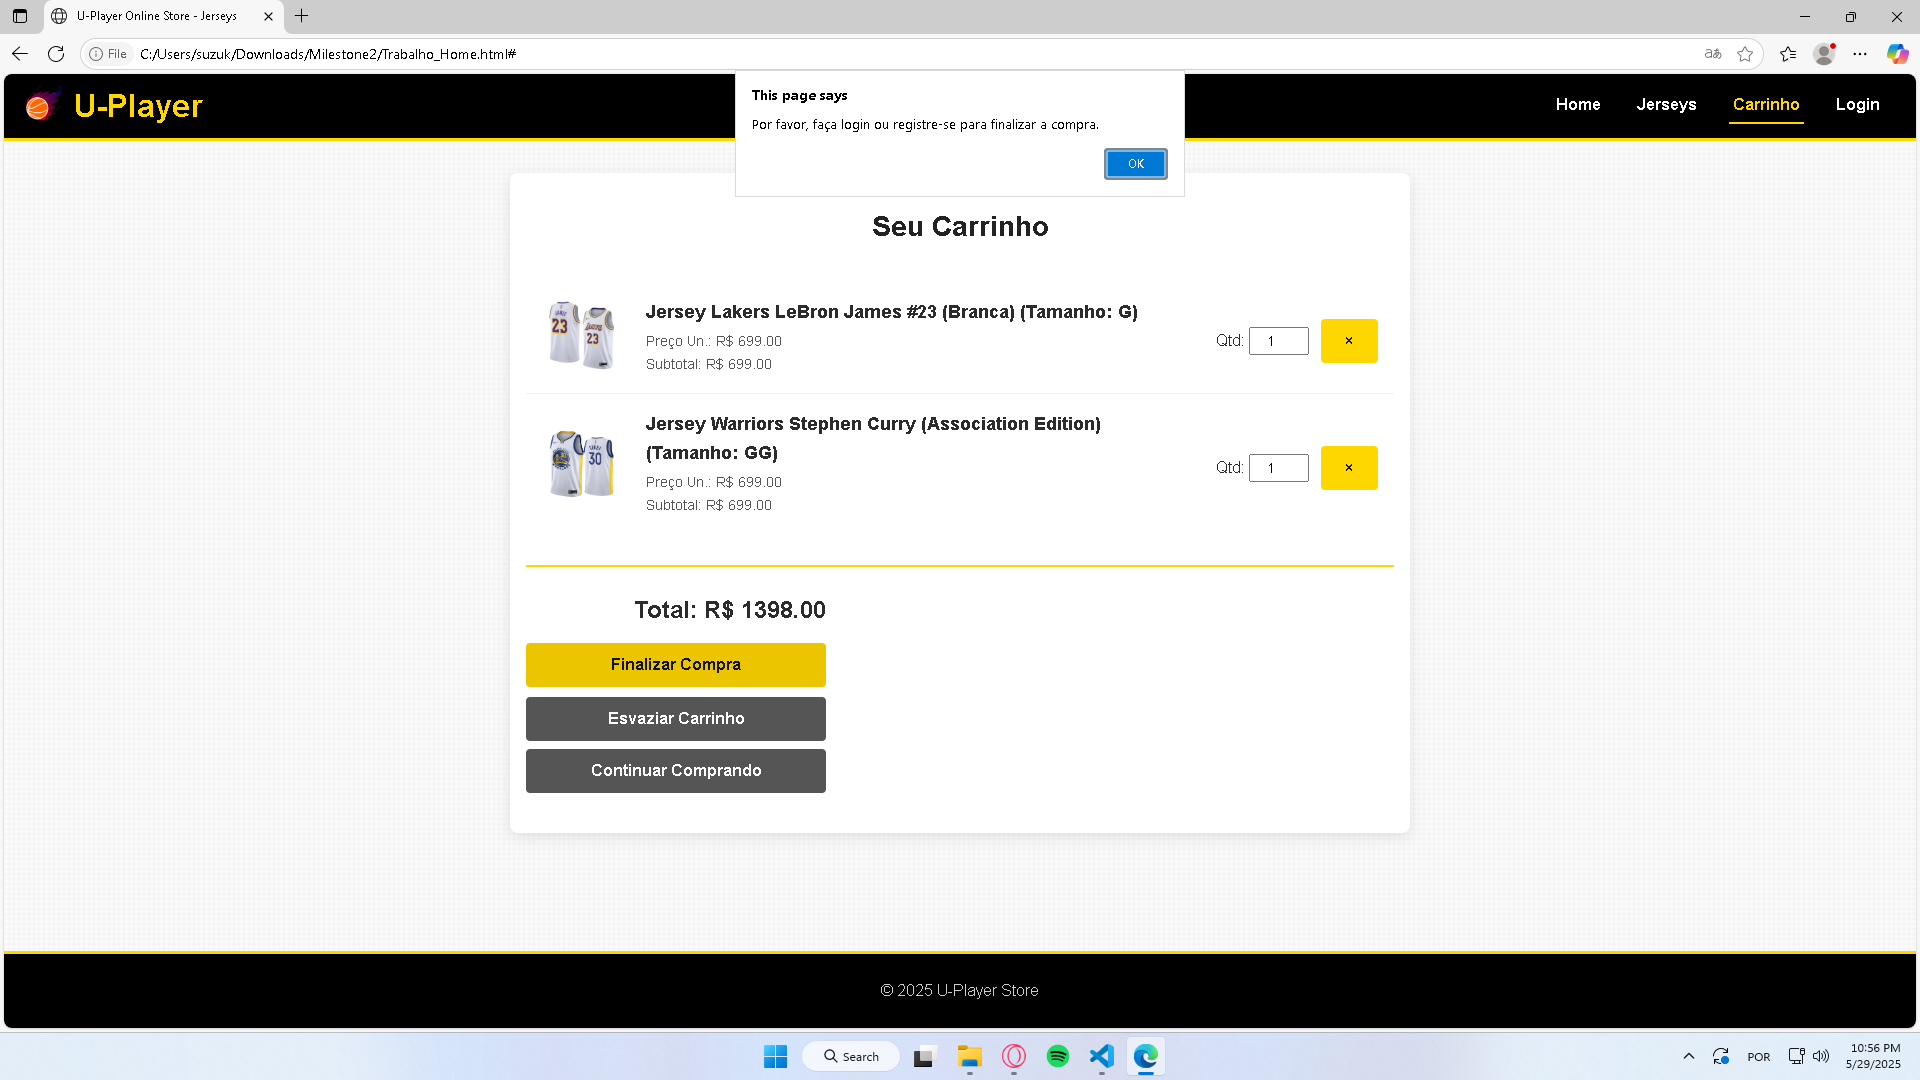 U-Player Online Store - Jerseys
File
C:/Users/suzuk/Downloads/Milestone2/Trabalho_Home.html#
U-Player
Home
Jerseys
Carrinho
Login
This page says
Por favor, faça login ou registre-se para finalizar a compra.
OK
Seu Carrinho
Jersey Lakers LeBron James #23 (Branca) (Tamanho: G)
Preço Un.: R$ 699.00
Subtotal: R$ 699.00
Qtd: 1
×
Jersey Warriors Stephen Curry (Association Edition)
(Tamanho: GG)
Preço Un.: R$ 699.00
Subtotal: R$ 699.00
Qtd: 1
×
Total: R$ 1398.00
Finalizar Compra
Esvaziar Carrinho
Continuar Comprando
© 2025 U-Player Store
Search
POR
10:56 PM
5/29/2025